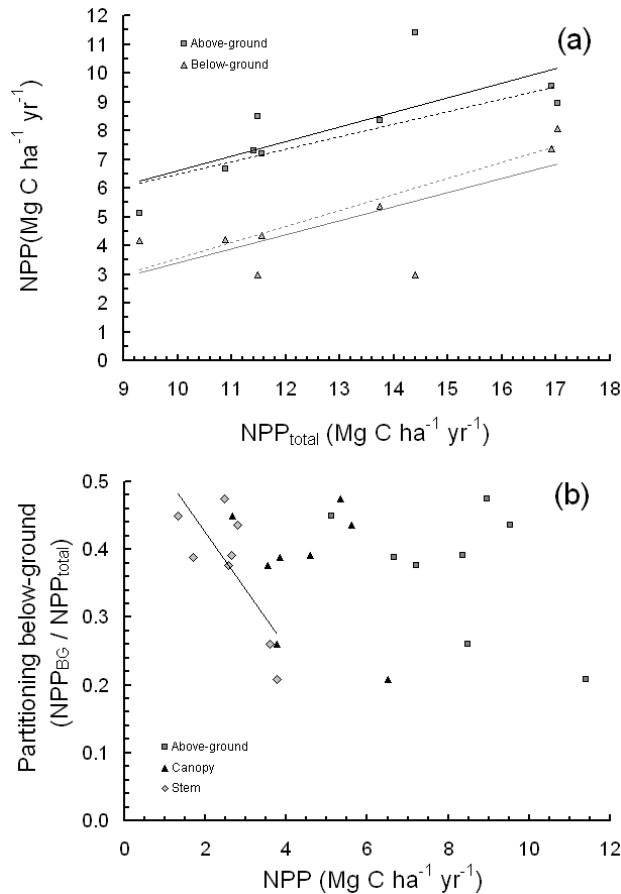 (a)
Above-ground
Below-ground
NPP(Mg C ha⁻¹ yr⁻¹)
12
11
10
9
8
7
6
5
4
3
2
1
0
9 10 11 12 13 14 15 16 17 18
NPPtotal (Mg C ha⁻¹ yr⁻¹)
(b)
Partitioning below-ground
(NPPBG / NPPtotal)
0.5
0.4
0.3
0.2
0.1
0.0
Above-ground
Canopy
Stem
0 2 4 6 8 10 12
NPP (Mg C ha⁻¹ yr⁻¹)